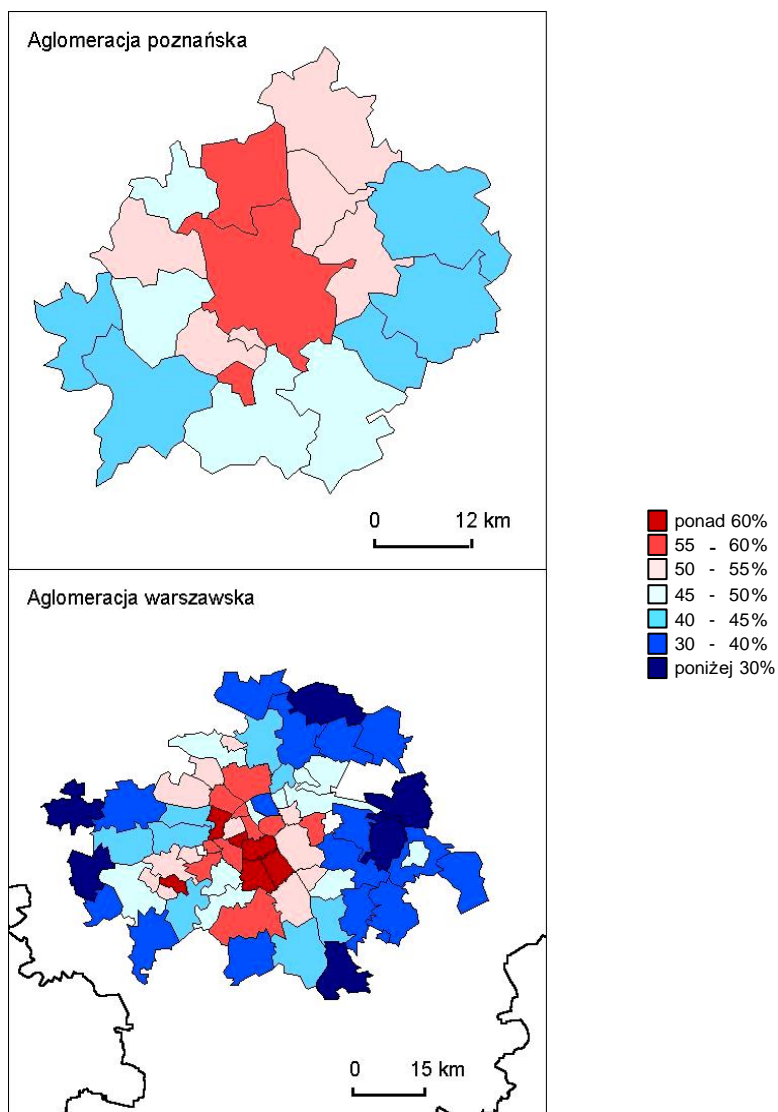 Aglomeracja poznańska
0 12 km
ponad 60%
55 - 60%
50 - 55%
45 - 50%
40 - 45%
30 - 40%
poniżej 30%
Aglomeracja warszawska
0 15 km